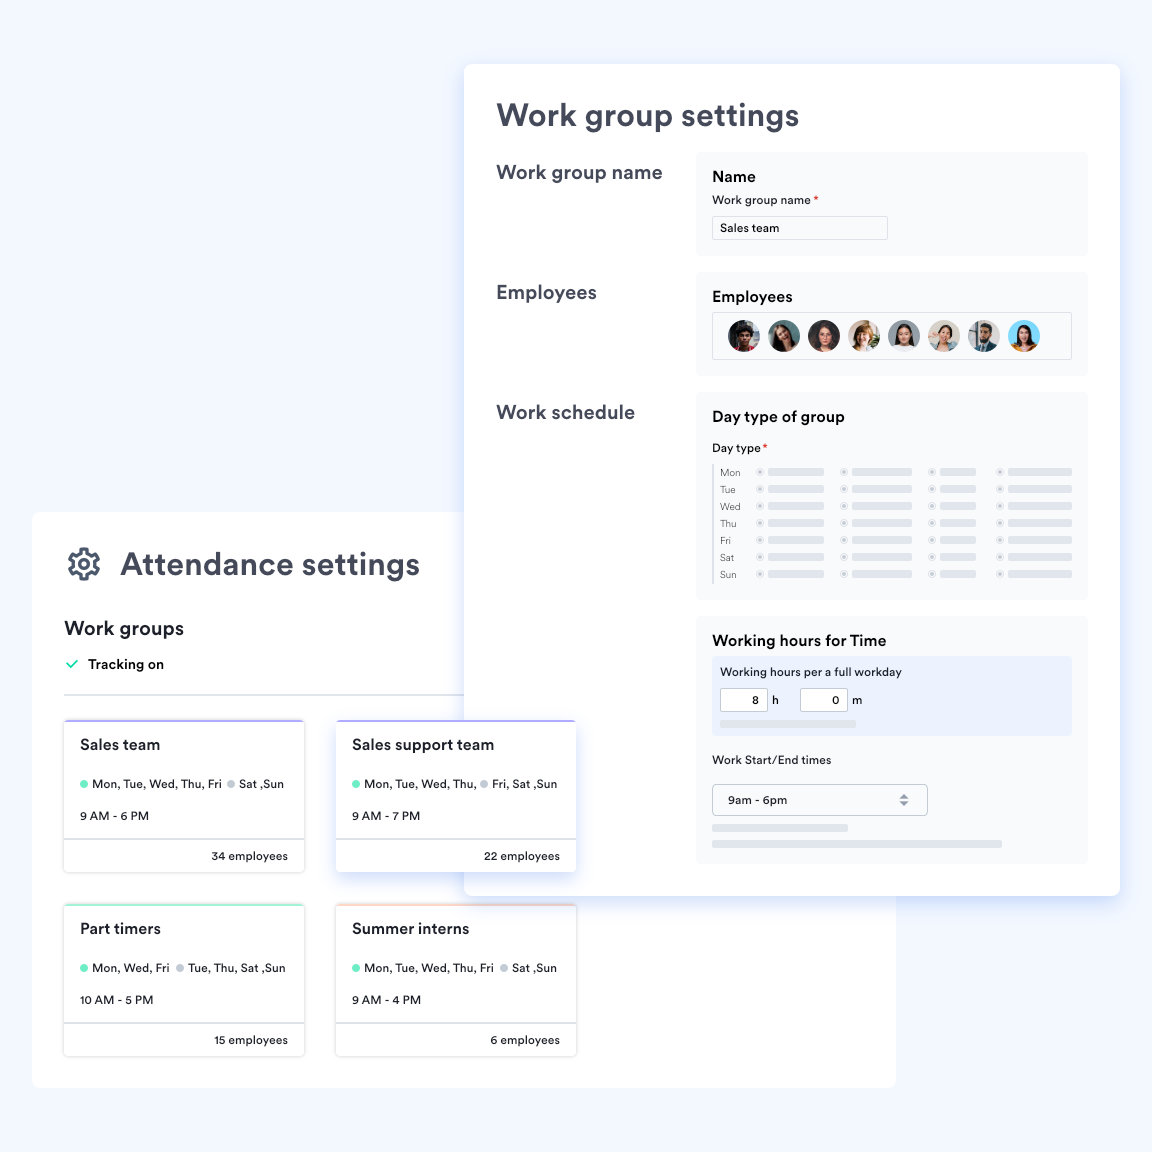 Work group settings
Work group name
Name
Work group name *
Sales team
Employees
Employees
Work schedule
Day type of group
Day type *
Mon
Tue
Wed
Thu
Fri
Sat
Sun
Working hours for Time
Working hours per a full workday
8 h 0 m
Work Start/End times
9am - 6pm
Attendance settings
Work groups
Tracking on
Sales team
Mon, Tue, Wed, Thu, Fri Sat ,Sun
9 AM - 6 PM
34 employees
Sales support team
Mon, Tue, Wed, Thu, Fri, Sat ,Sun
9 AM - 7 PM
22 employees
Part timers
Mon, Wed, Fri Tue, Thu, Sat ,Sun
10 AM - 5 PM
15 employees
Summer interns
Mon, Tue, Wed, Thu, Fri Sat ,Sun
9 AM - 4 PM
6 employees